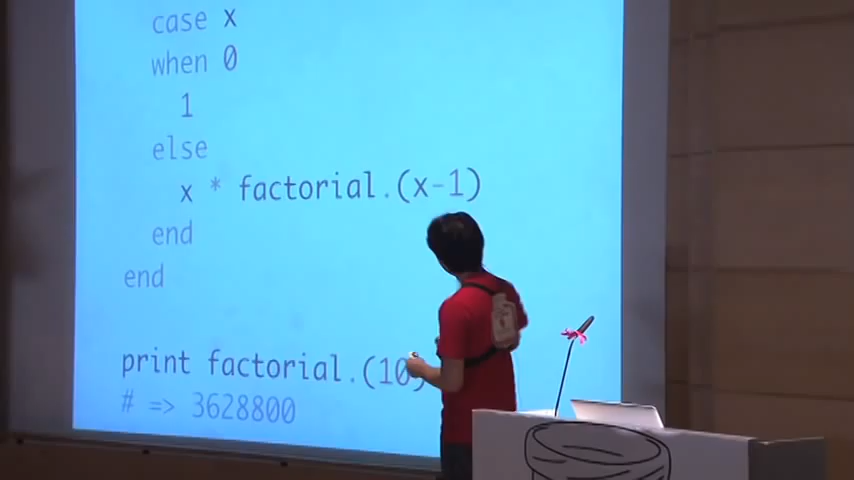 case x
when 0
1
else
x * factorial.(x-1)
end
end
print factorial.(10)
# => 3628800